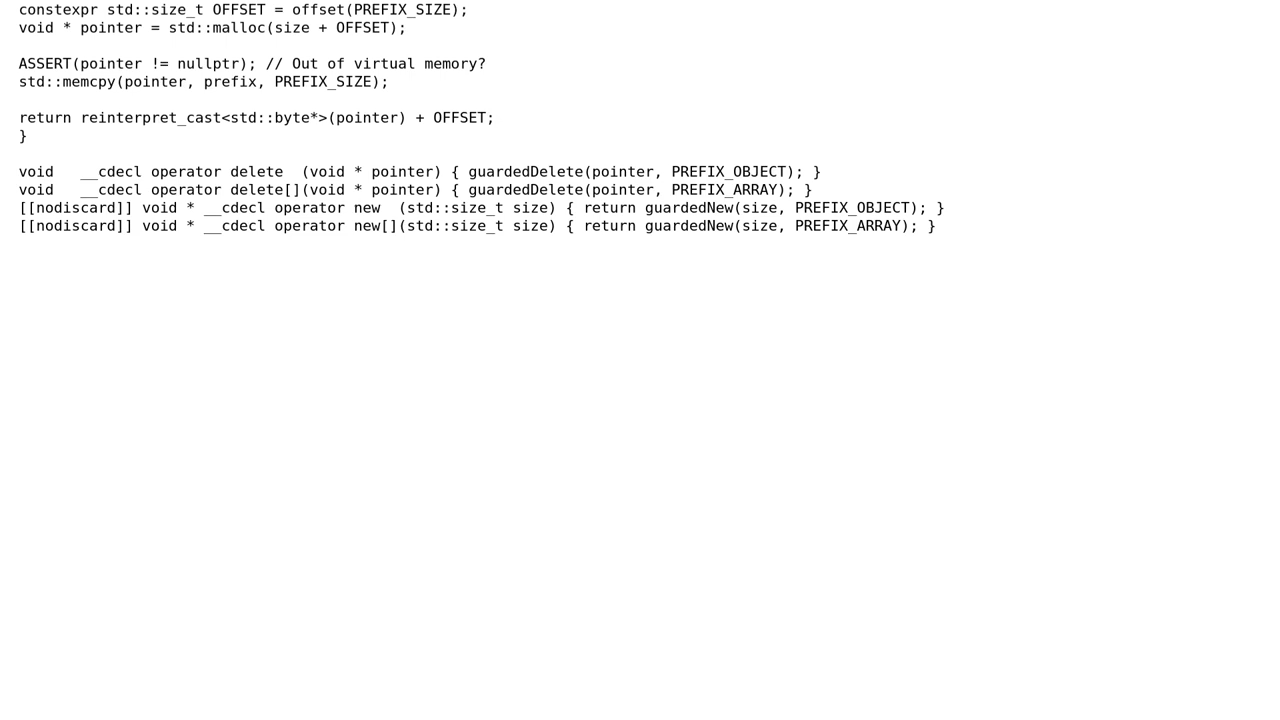 constexpr std::size_t OFFSET = offset(PREFIX_SIZE);
void * pointer = std::malloc(size + OFFSET);

ASSERT(pointer != nullptr); // Out of virtual memory?
std::memcpy(pointer, prefix, PREFIX_SIZE);

return reinterpret_cast<std::byte*>(pointer) + OFFSET;
}

void   __cdecl operator delete  (void * pointer) { guardedDelete(pointer, PREFIX_OBJECT); }
void   __cdecl operator delete[](void * pointer) { guardedDelete(pointer, PREFIX_ARRAY); }
[[nodiscard]] void * __cdecl operator new  (std::size_t size) { return guardedNew(size, PREFIX_OBJECT); }
[[nodiscard]] void * __cdecl operator new[](std::size_t size) { return guardedNew(size, PREFIX_ARRAY); }